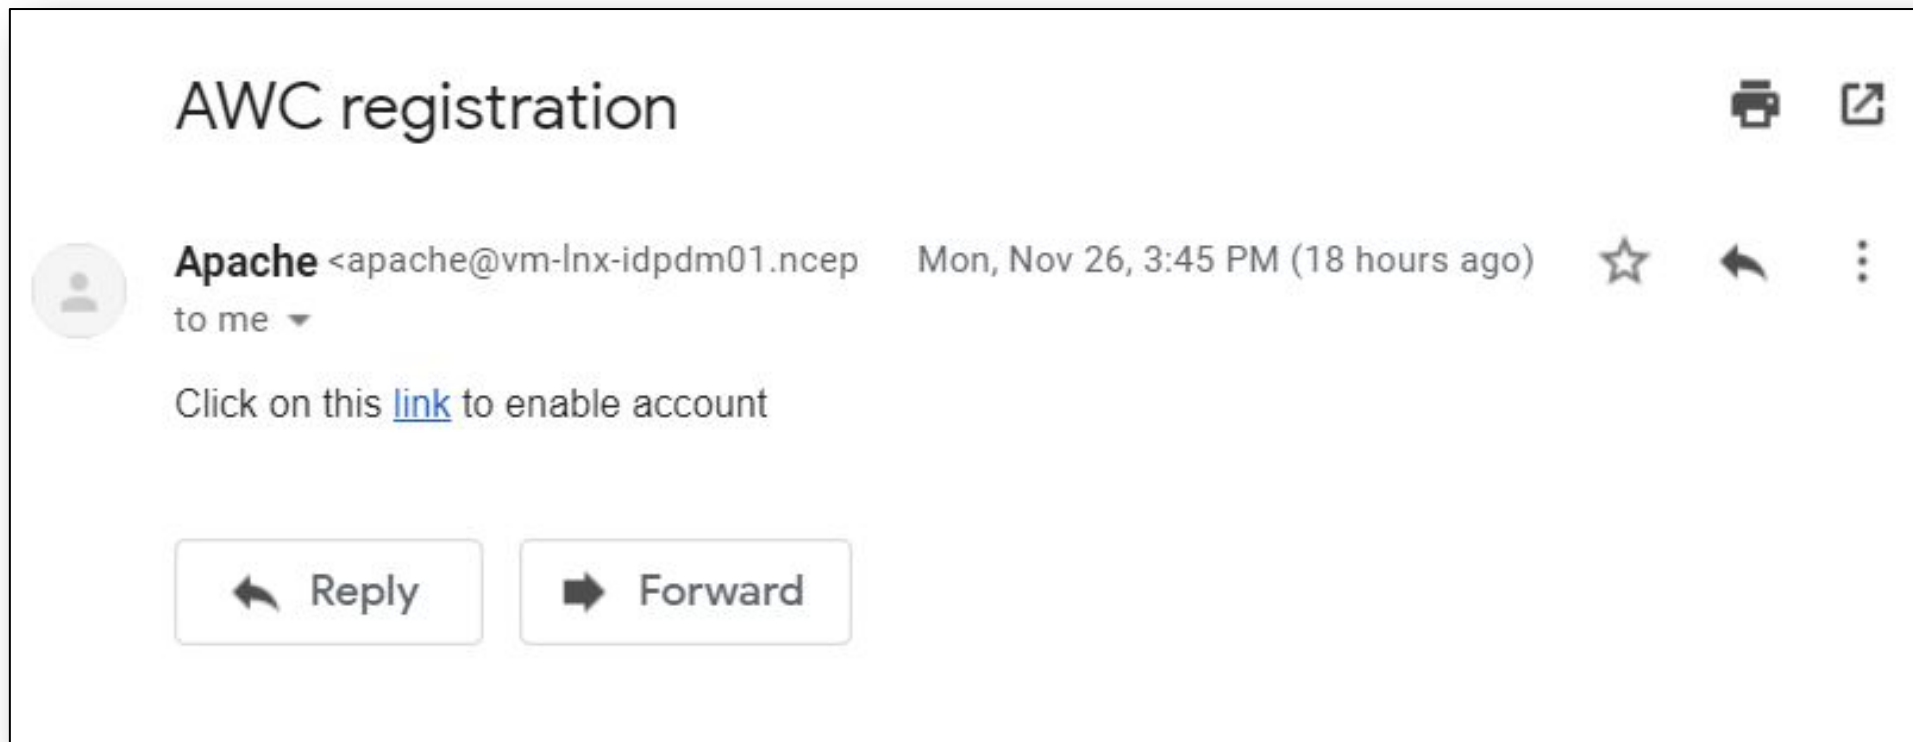 AWC registration
Apache <apache@vm-lnx-idpdm01.ncep Mon, Nov 26, 3:45 PM (18 hours ago)
to me
Click on this link to enable account
Reply Forward